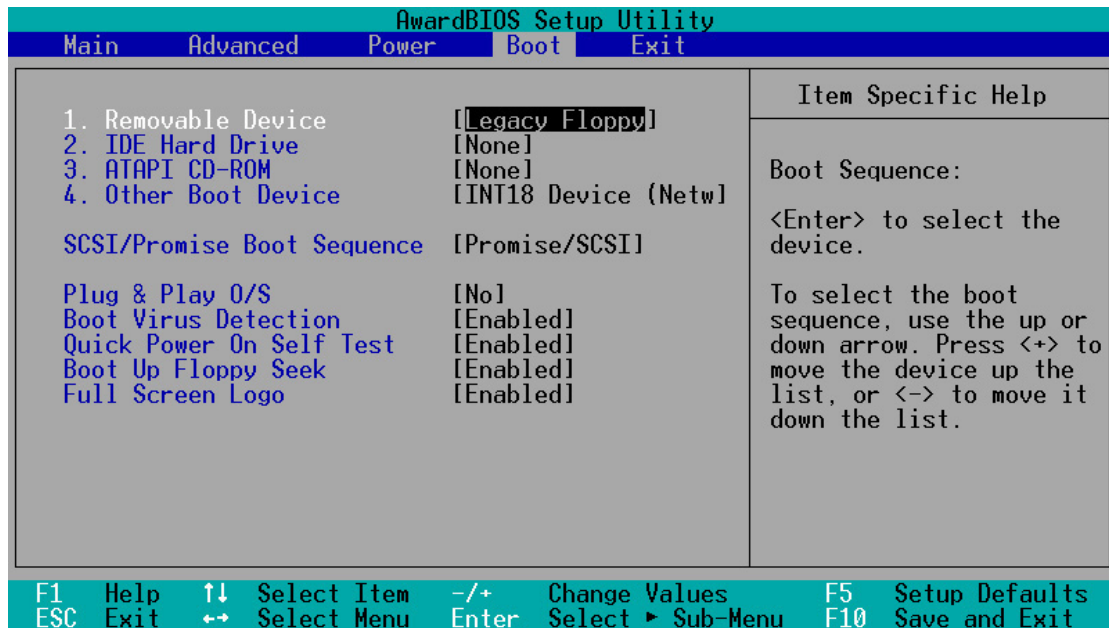 AwardBIOS Setup Utility
Main Advanced Power Boot Exit
1. Removable Device [Legacy Floppy]
2. IDE Hard Drive [None]
3. ATAPI CD-ROM [None]
4. Other Boot Device [INT18 Device (Netw]
SCSI/Promise Boot Sequence [Promise/SCSI]
Plug & Play O/S [No]
Boot Virus Detection [Enabled]
Quick Power On Self Test [Enabled]
Boot Up Floppy Seek [Enabled]
Full Screen Logo [Enabled]
Item Specific Help
Boot Sequence:
<Enter> to select the
device.
To select the boot
sequence, use the up or
down arrow. Press <+> to
move the device up the
list, or <-> to move it
down the list.
F1 Help ↑↓ Select Item -/+ Change Values F5 Setup Defaults
ESC Exit ←→ Select Menu Enter Select ► Sub-Menu F10 Save and Exit